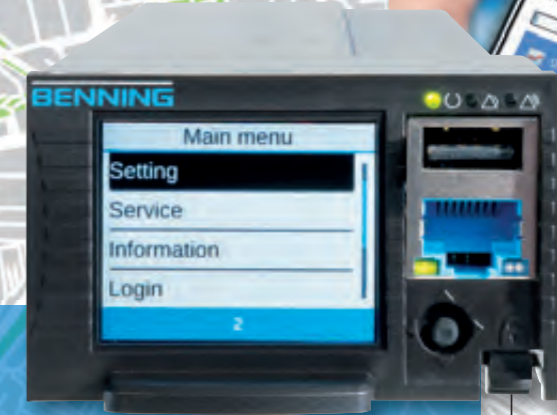 BENNING
Main menu
Setting
Service
Information
Login
2